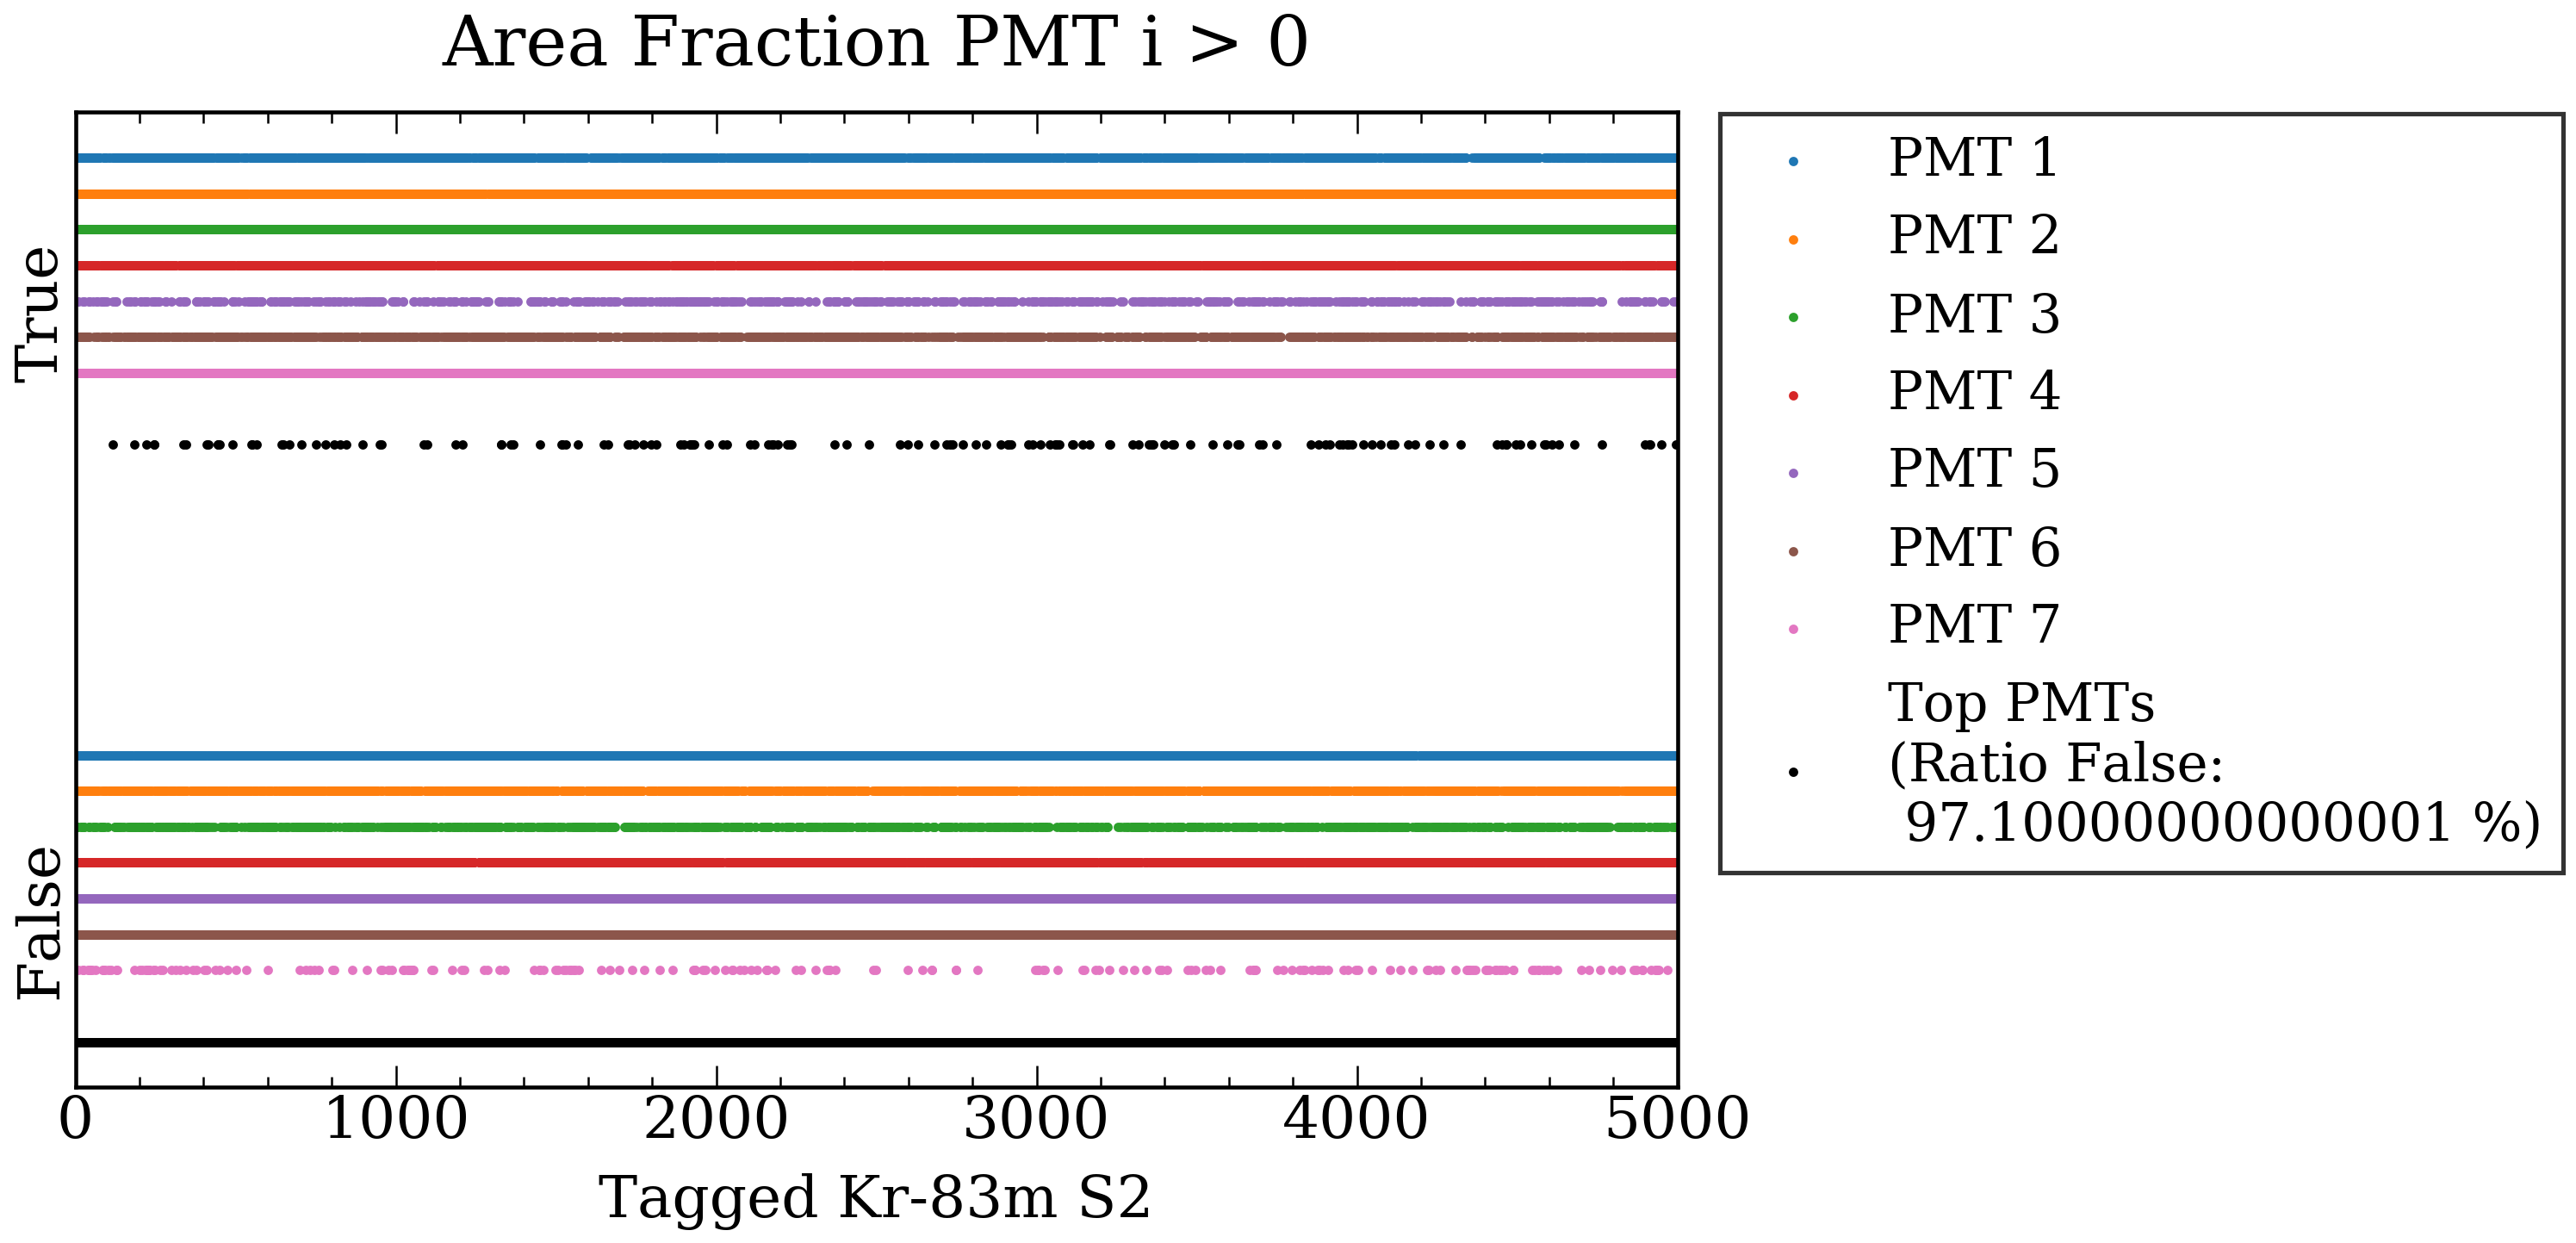 Area Fraction PMT i > 0
True
False
0 1000 2000 3000 4000 5000
Tagged Kr-83m S2
PMT 1
PMT 2
PMT 3
PMT 4
PMT 5
PMT 6
PMT 7
Top PMTs
(Ratio False:
97.10000000000001 %)